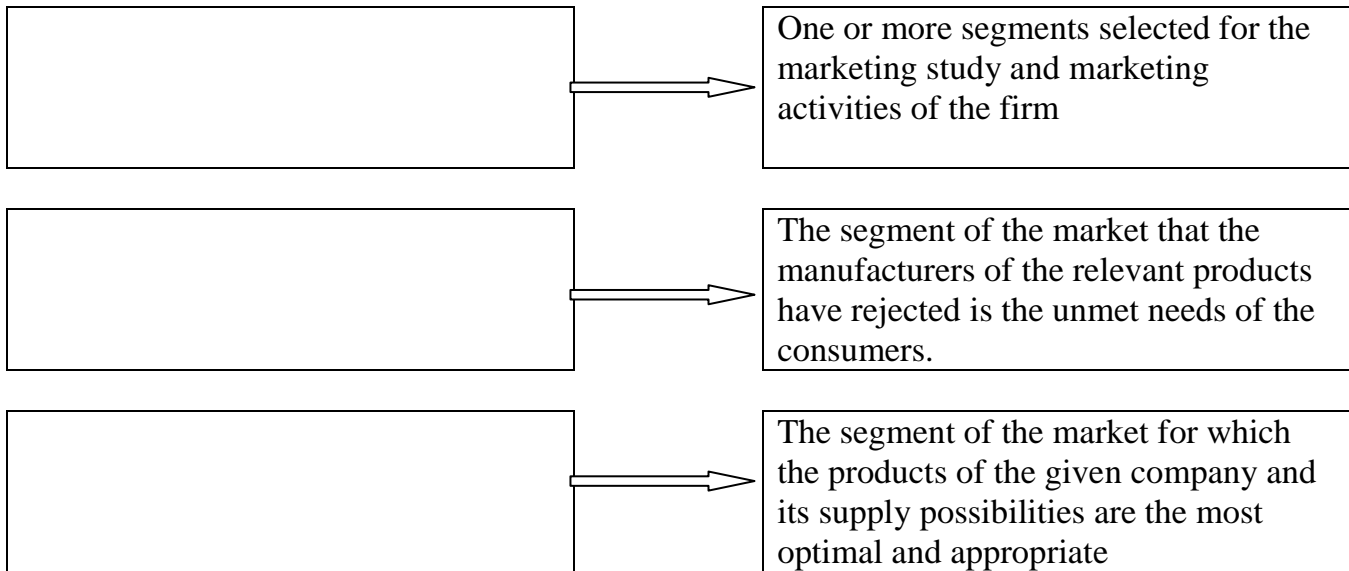 One or more segments selected for the
marketing study and marketing
activities of the firm
The segment of the market that the
manufacturers of the relevant products
have rejected is the unmet needs of the
consumers.
The segment of the market for which
the products of the given company and
its supply possibilities are the most
optimal and appropriate